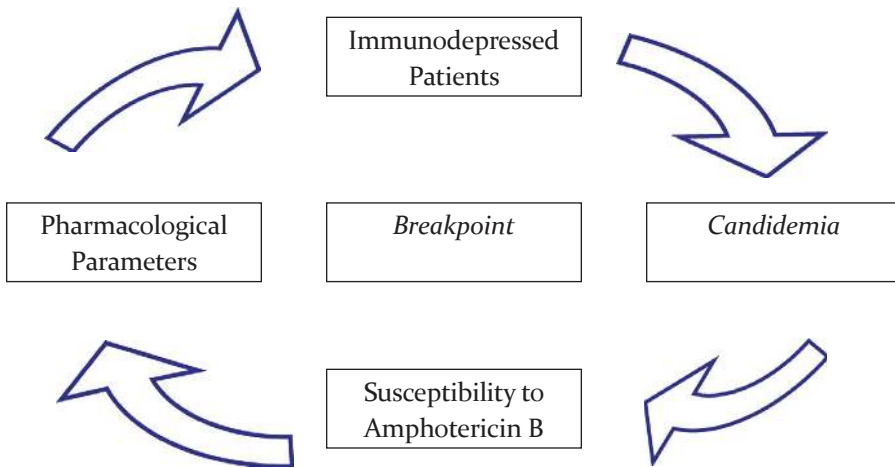 Immunodepressed
Patients
Pharmacological
Parameters
Breakpoint
Candidemia
Susceptibility to
Amphotericin B